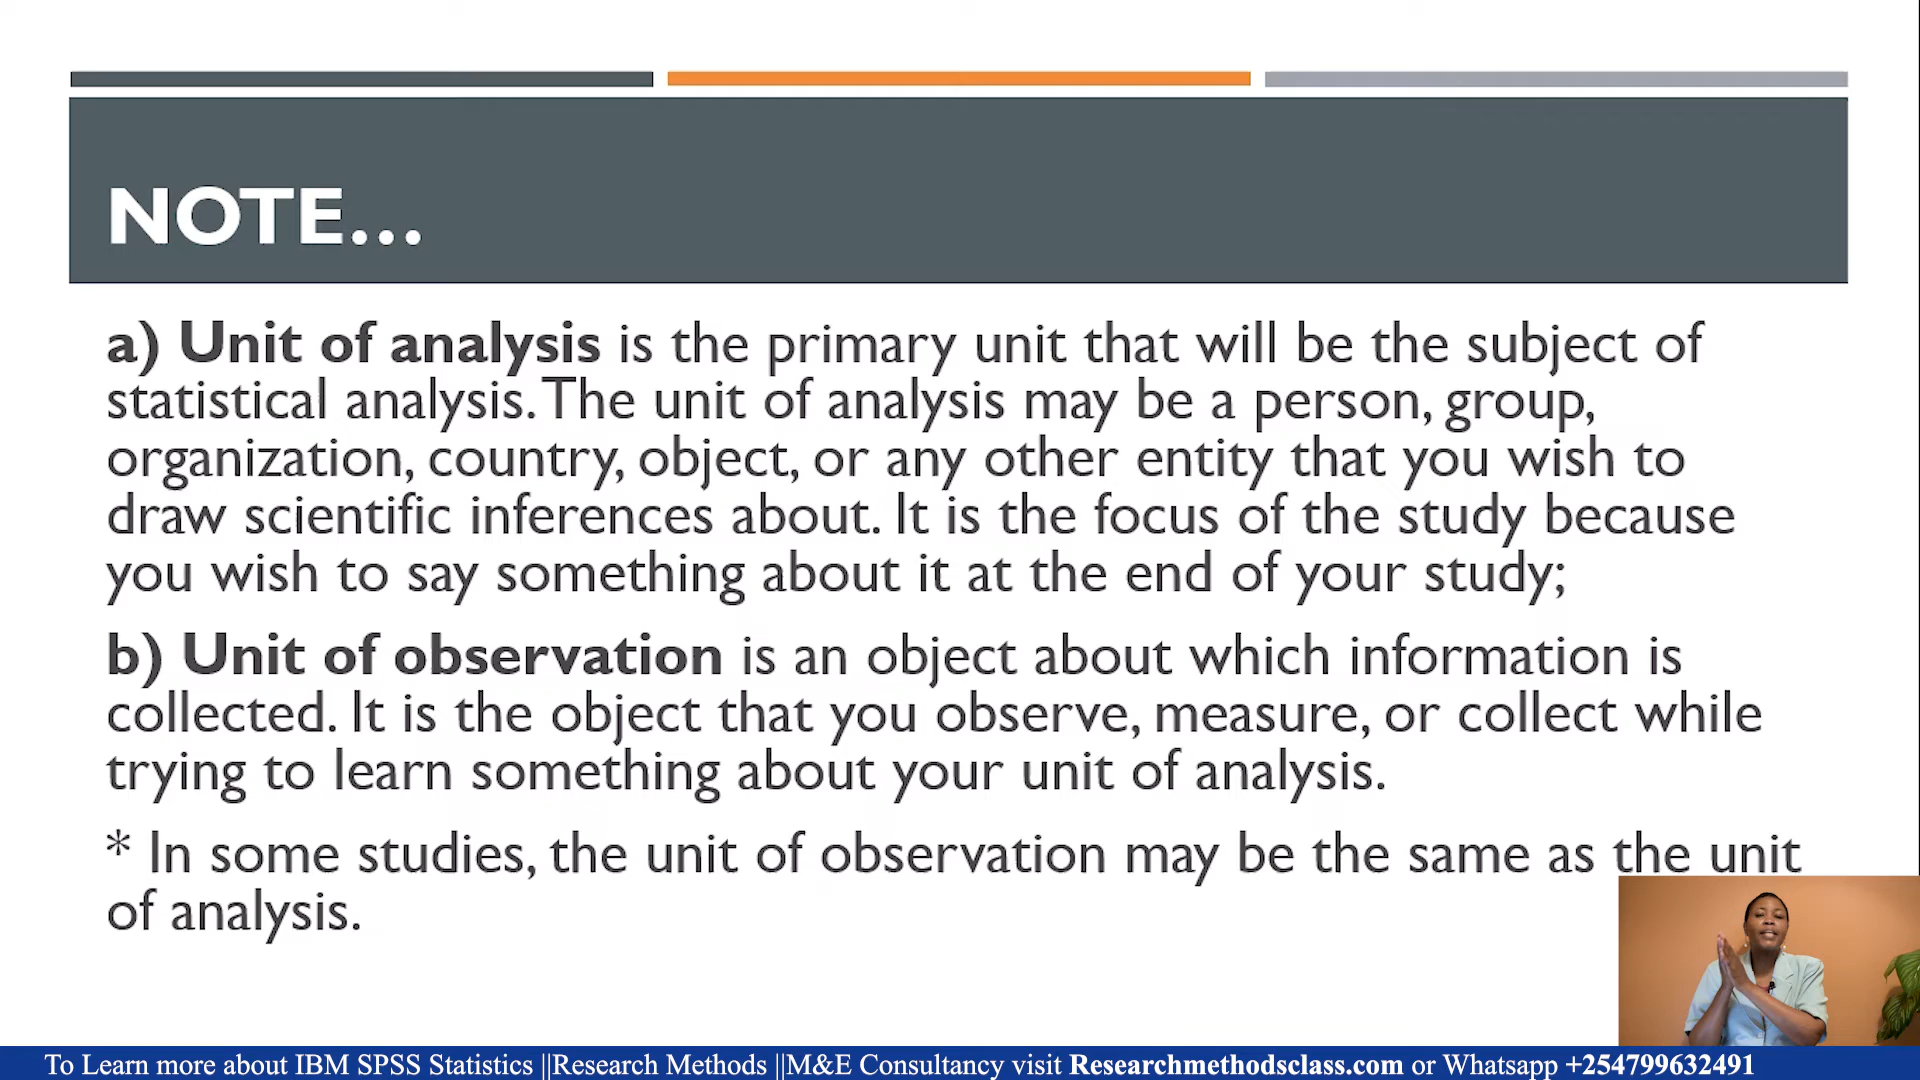 NOTE...
a) Unit of analysis is the primary unit that will be the subject of
statistical analysis. The unit of analysis may be a person, group,
organization, country, object, or any other entity that you wish to
draw scientific inferences about. It is the focus of the study because
you wish to say something about it at the end of your study;
b) Unit of observation is an object about which information is
collected. It is the object that you observe, measure, or collect while
trying to learn something about your unit of analysis.
* In some studies, the unit of observation may be the same as the unit
of analysis.
To Learn more about IBM SPSS Statistics ||Research Methods ||M&E Consultancy visit Researchmethodsclass.com or Whatsapp +254799632491